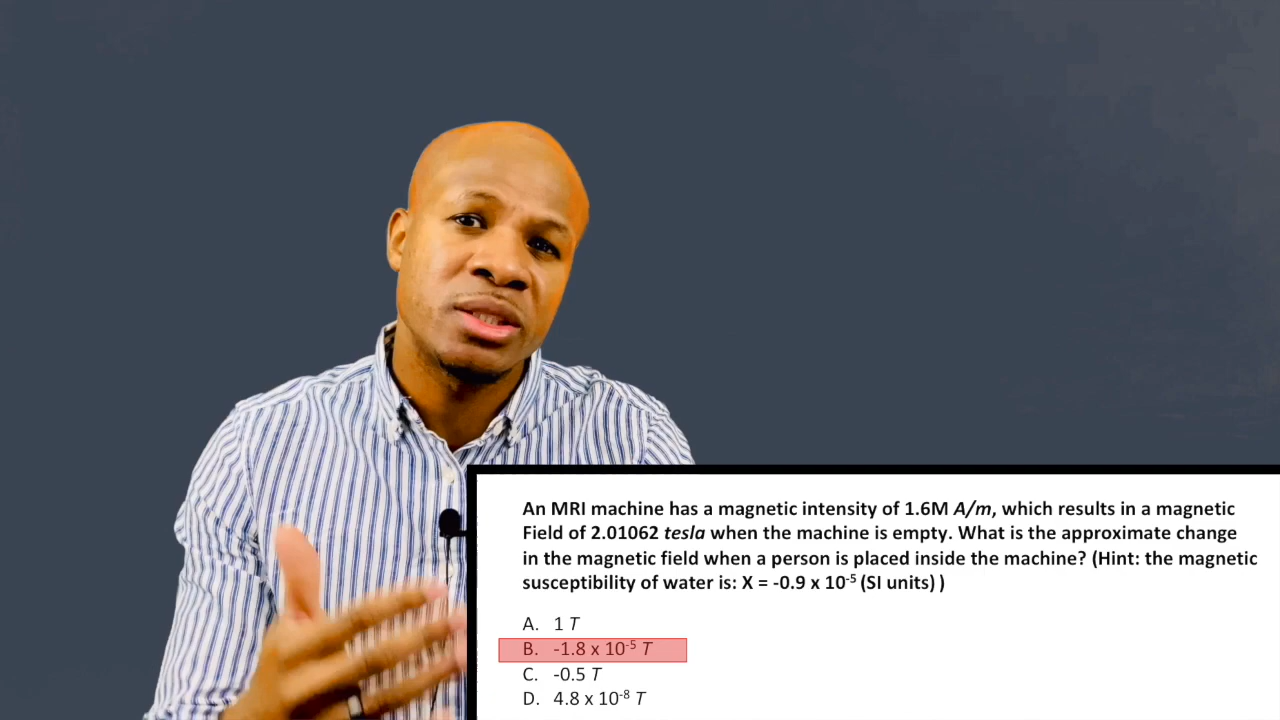 An MRI machine has a magnetic intensity of 1.6M A/m, which results in a magnetic
Field of 2.01062 tesla when the machine is empty. What is the approximate change
in the magnetic field when a person is placed inside the machine? (Hint: the magnetic
susceptibility of water is: X = -0.9 x 10⁻⁵ (SI units) )
A. 1 T
B. -1.8 x 10⁻⁵ T
C. -0.5 T
D. 4.8 x 10⁻⁸ T